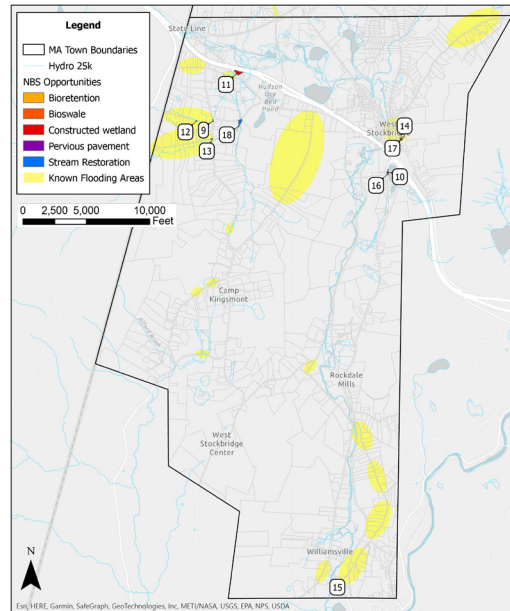 Legend
MA Town Boundaries
Hydro 25k
NBS Opportunities
Bioretention
Bioswale
Constructed wetland
Pervious pavement
Stream Restoration
Known Flooding Areas
0 2,500 5,000 10,000
Feet
State Line
11
Hudson
Ore
Bed
Pond
12
9
18
13
West
Stockbridge
14
17
16
10
Camp
Kingsmont
Rockdale
Mills
West
Stockbridge
Center
Williamsville
15
N
Esri, HERE, Garmin, SafeGraph, GeoTechnologies, Inc, METI/NASA, USGS, EPA, NPS, USDA